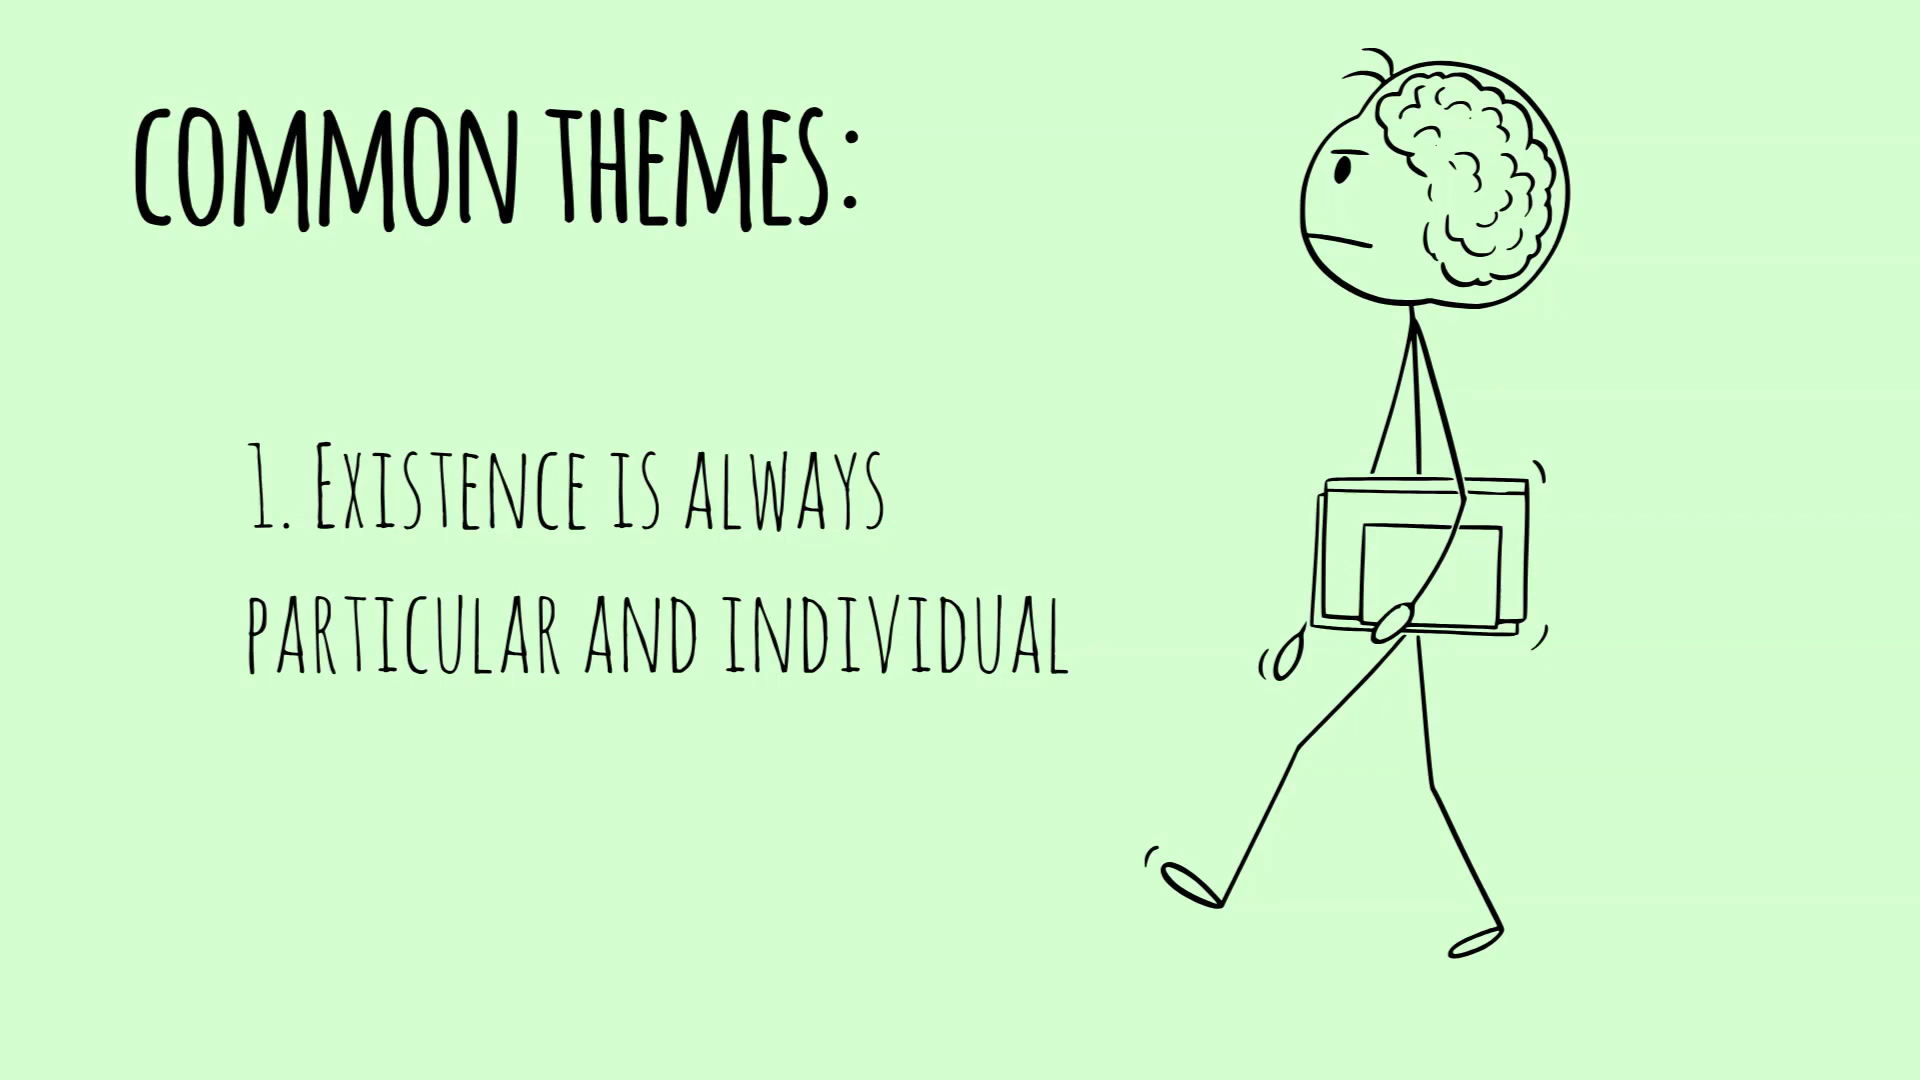 COMMON THEMES:
1. EXISTENCE IS ALWAYS
PARTICULAR AND INDIVIDUAL